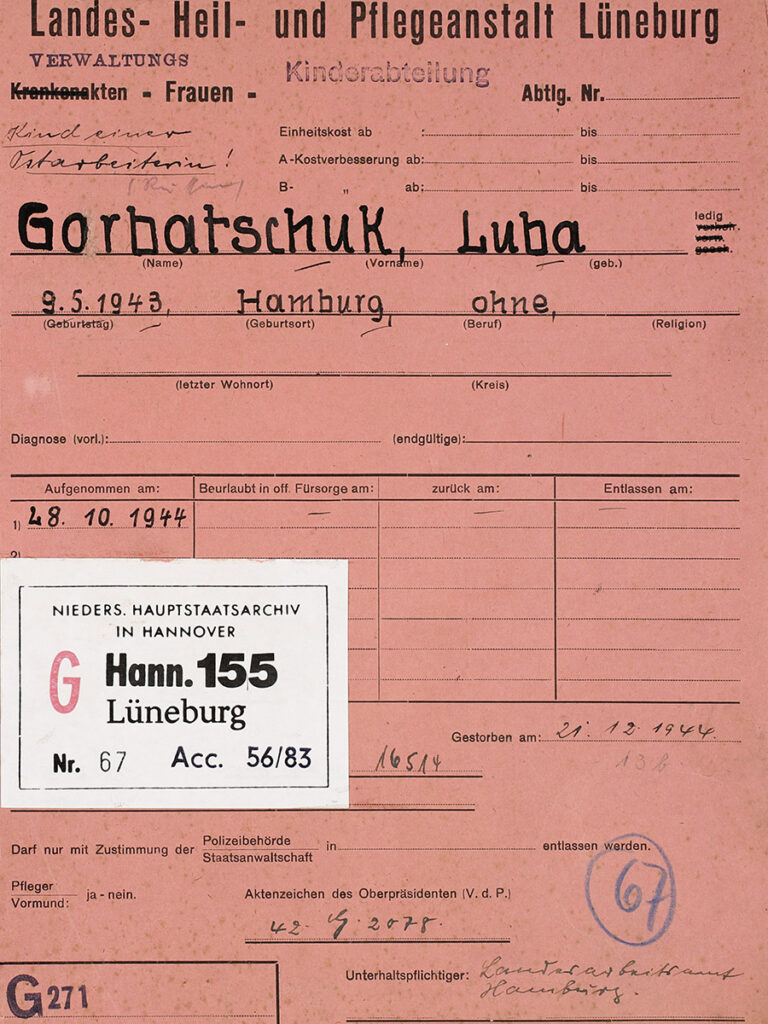 Landes- Heil- und Pflegeanstalt Lüneburg
VERWALTUNGS
Kinderabteilung
Krankenakten - Frauen -
Abtlg. Nr.
Kind einer
Ostarbeiterin!
Einheitskost ab : bis
A-Kostverbesserung ab: bis
B- „ ab: bis
Gorbatschuk, Luba
ledig
verheir.
verw.
gesch.
(Name) (Vorname) (geb.)
9.5.1943, Hamburg, ohne,
(Geburtstag) (Geburtsort) (Beruf) (Religion)
(letzter Wohnort) (Kreis)
Diagnose (vorl.): (endgültige):
Aufgenommen am: Beurlaubt in off. Fürsorge am: zurück am: Entlassen am:
1) 28. 10. 1944 — — —
2)
NIEDERS. HAUPTSTAATSARCHIV
IN HANNOVER
G Hann. 155
Lüneburg
Nr. 67 Acc. 56/83
Gestorben am: 21. 12. 1944.
16514
13b
Darf nur mit Zustimmung der Polizeibehörde
Staatsanwaltschaft in entlassen werden.
67
Pfleger
Vormund: ja - nein.
Aktenzeichen des Oberpräsidenten (V. d. P.)
42. G. 2078.
G 271
Unterhaltspflichtiger: Landesarbeitsamt
Hamburg.